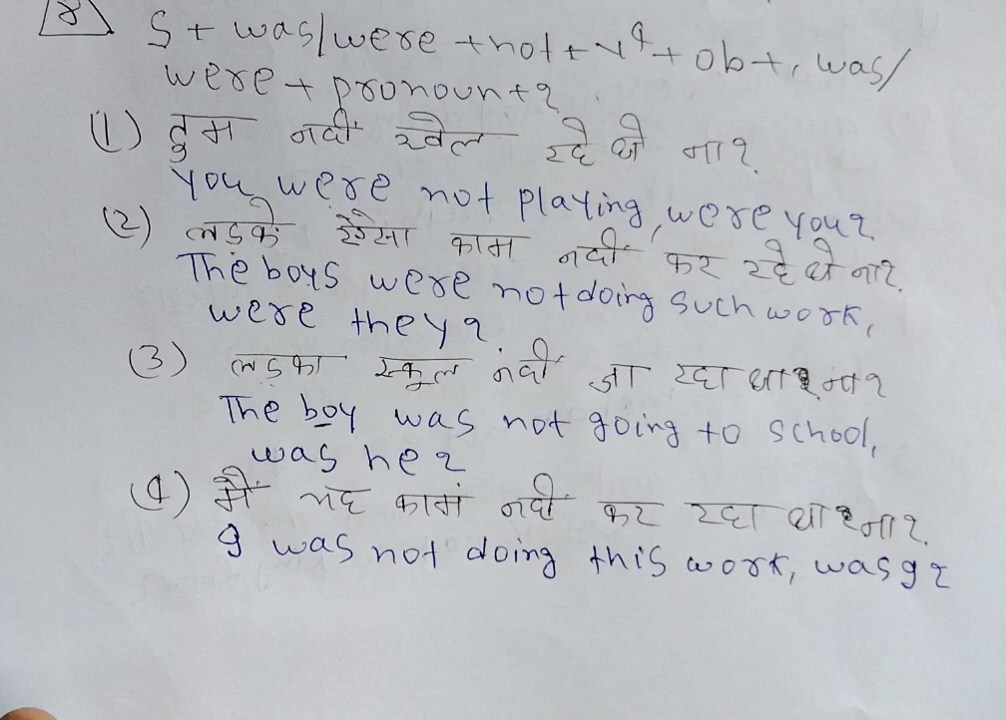 8
S + was/were + not + v4 + ob +, was/
were + pronoun + ?
(1) तुम नहीं खेल रहे थे ना?
You were not playing, were you?
(2) लड़के ऐसा काम नहीं कर रहे थे ना?
The boys were not doing such work,
were they?
(3) लड़का स्कूल नहीं जा रहा था ना?
The boy was not going to school,
was he?
(4) मैं यह काम नहीं कर रहा था ना?
I was not doing this work, was I?